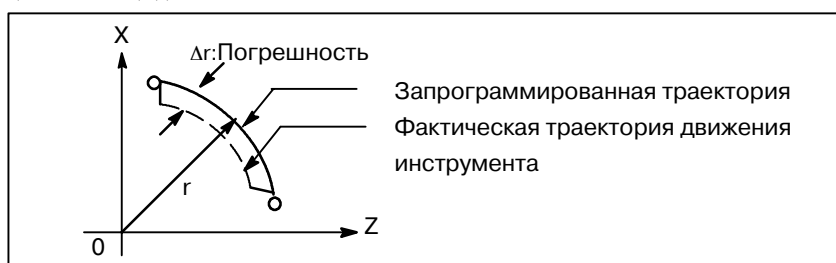 X
Δr:Погрешность
Запрограммированная траектория
Фактическая траектория движения
инструмента
r
Z
0